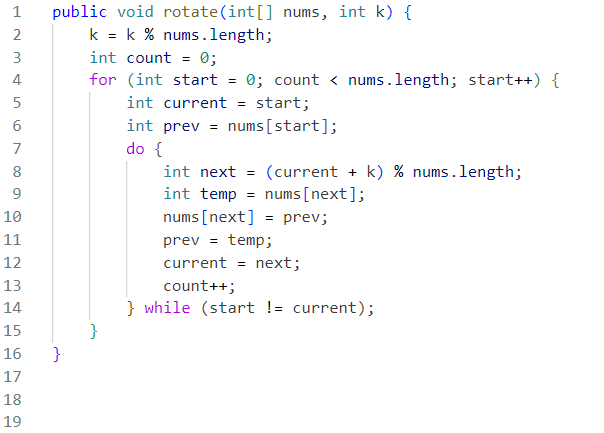 1 public void rotate(int[] nums, int k) {
2     k = k % nums.length;
3     int count = 0;
4     for (int start = 0; count < nums.length; start++) {
5         int current = start;
6         int prev = nums[start];
7         do {
8             int next = (current + k) % nums.length;
9             int temp = nums[next];
10             nums[next] = prev;
11             prev = temp;
12             current = next;
13             count++;
14         } while (start != current);
15     }
16 }
17
18
19